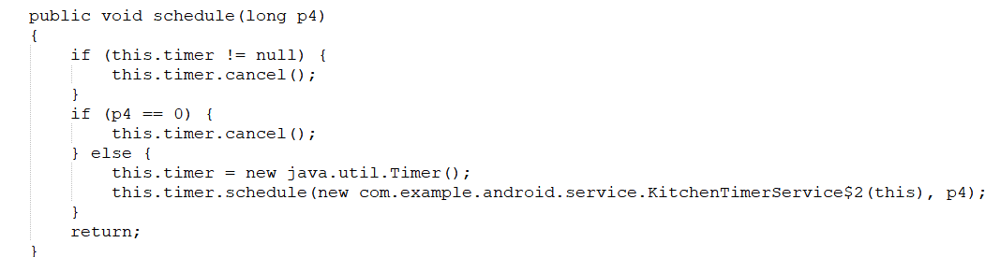 public void schedule(long p4)
{
    if (this.timer != null) {
        this.timer.cancel();
    }
    if (p4 == 0) {
        this.timer.cancel();
    } else {
        this.timer = new java.util.Timer();
        this.timer.schedule(new com.example.android.service.KitchenTimerService$2(this), p4);
    }
    return;
}